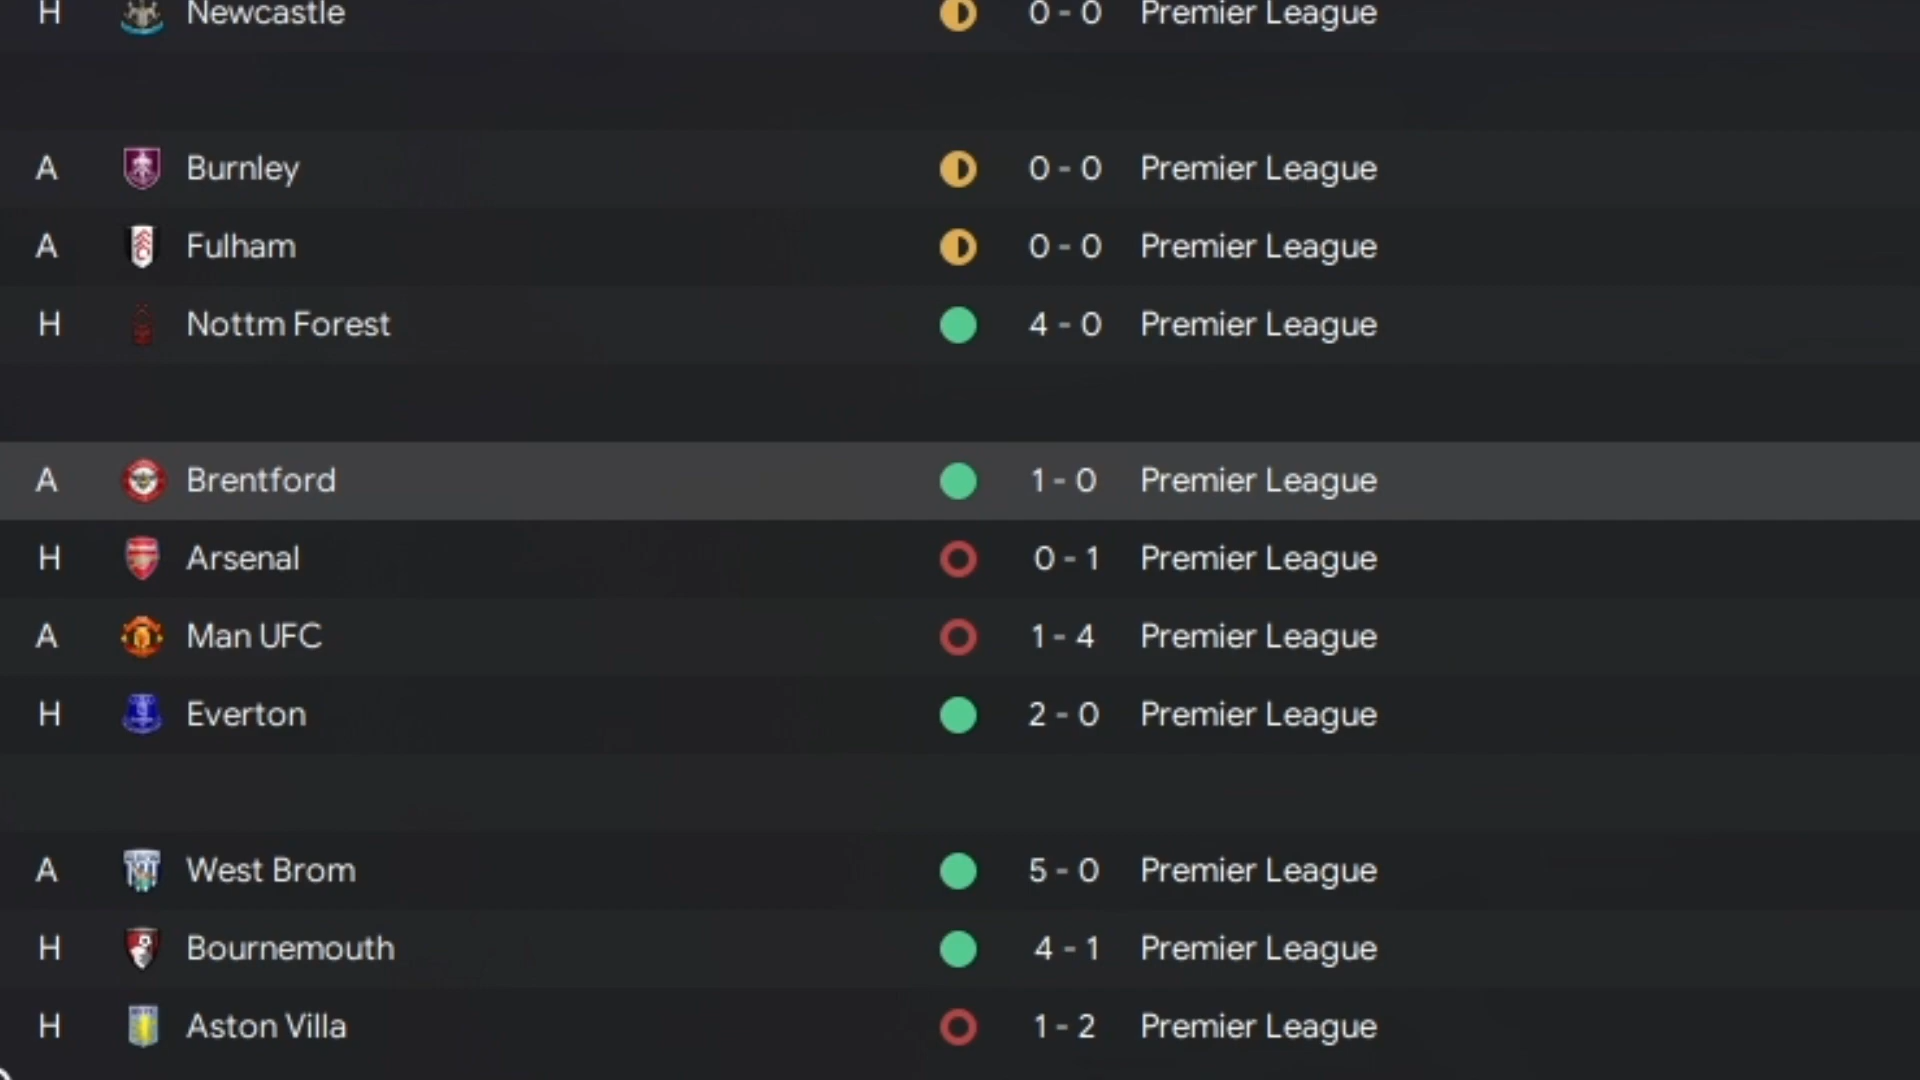 H Newcastle 0 - 0 Premier League
A Burnley 0 - 0 Premier League
A Fulham 0 - 0 Premier League
H Nottm Forest 4 - 0 Premier League
A Brentford 1 - 0 Premier League
H Arsenal 0 - 1 Premier League
A Man UFC 1 - 4 Premier League
H Everton 2 - 0 Premier League
A West Brom 5 - 0 Premier League
H Bournemouth 4 - 1 Premier League
H Aston Villa 1 - 2 Premier League